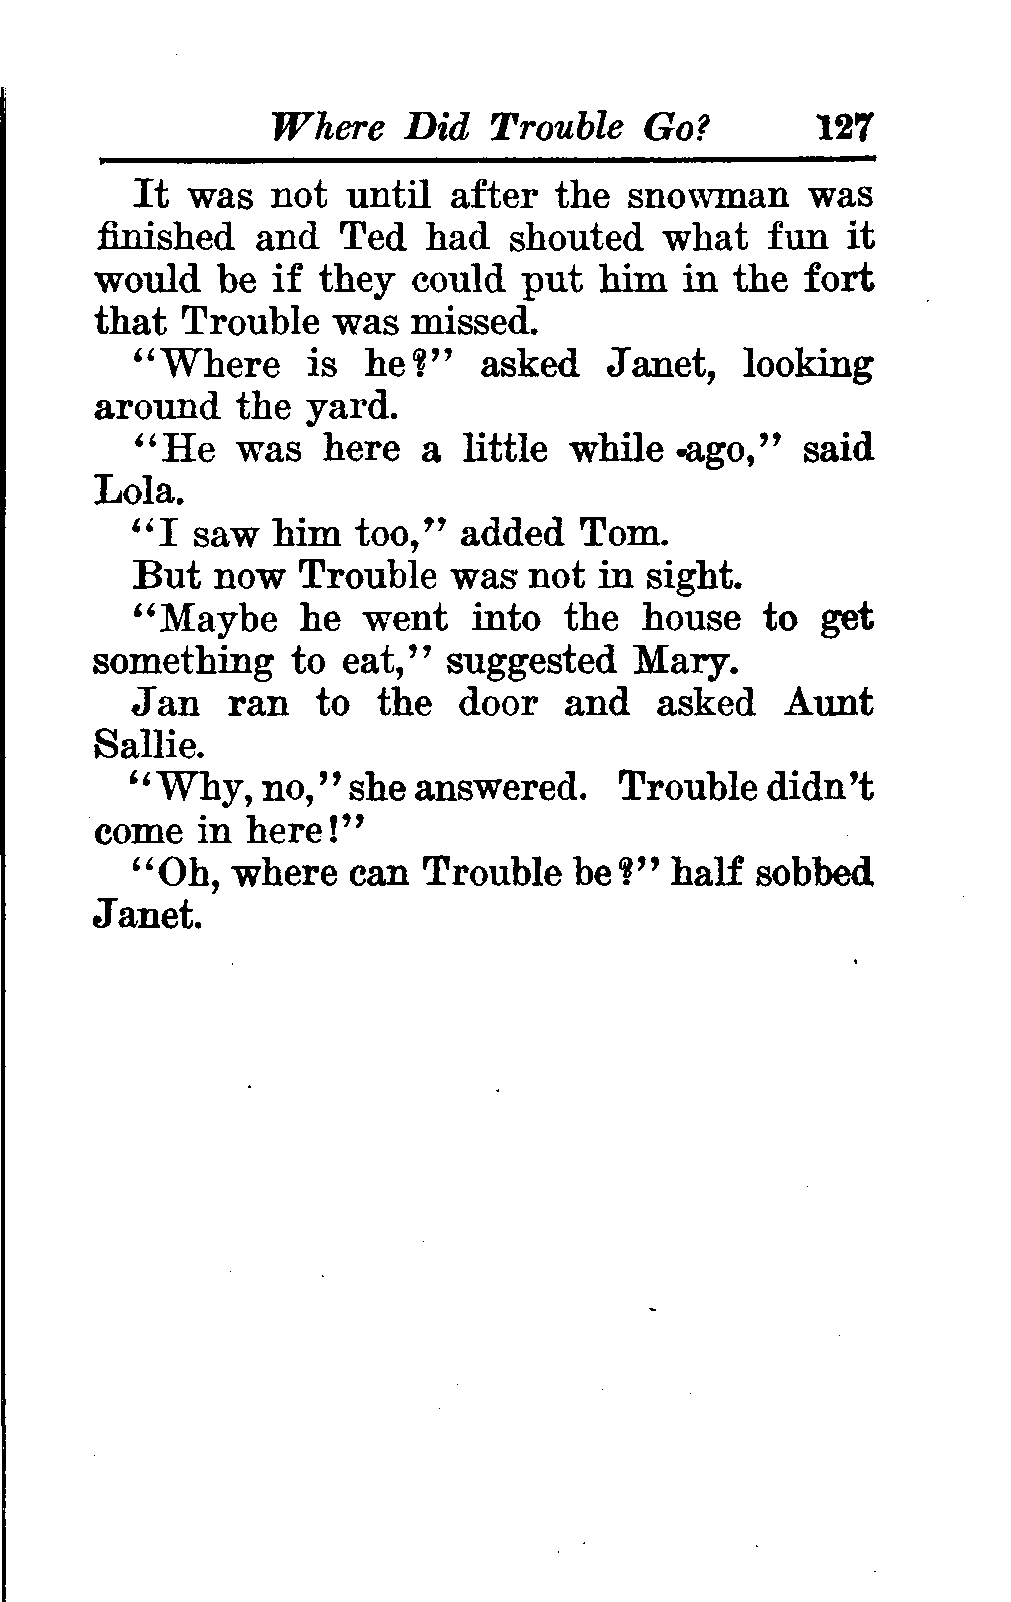 Where Did Trouble Go? 127
It was not until after the snowman was
finished and Ted had shouted what fun it
would be if they could put him in the fort
that Trouble was missed.
"Where is he?" asked Janet, looking
around the yard.
"He was here a little while ago," said
Lola.
"I saw him too," added Tom.
But now Trouble was not in sight.
"Maybe he went into the house to get
something to eat," suggested Mary.
Jan ran to the door and asked Aunt
Sallie.
"Why, no," she answered. Trouble didn't
come in here!"
"Oh, where can Trouble be?" half sobbed
Janet.